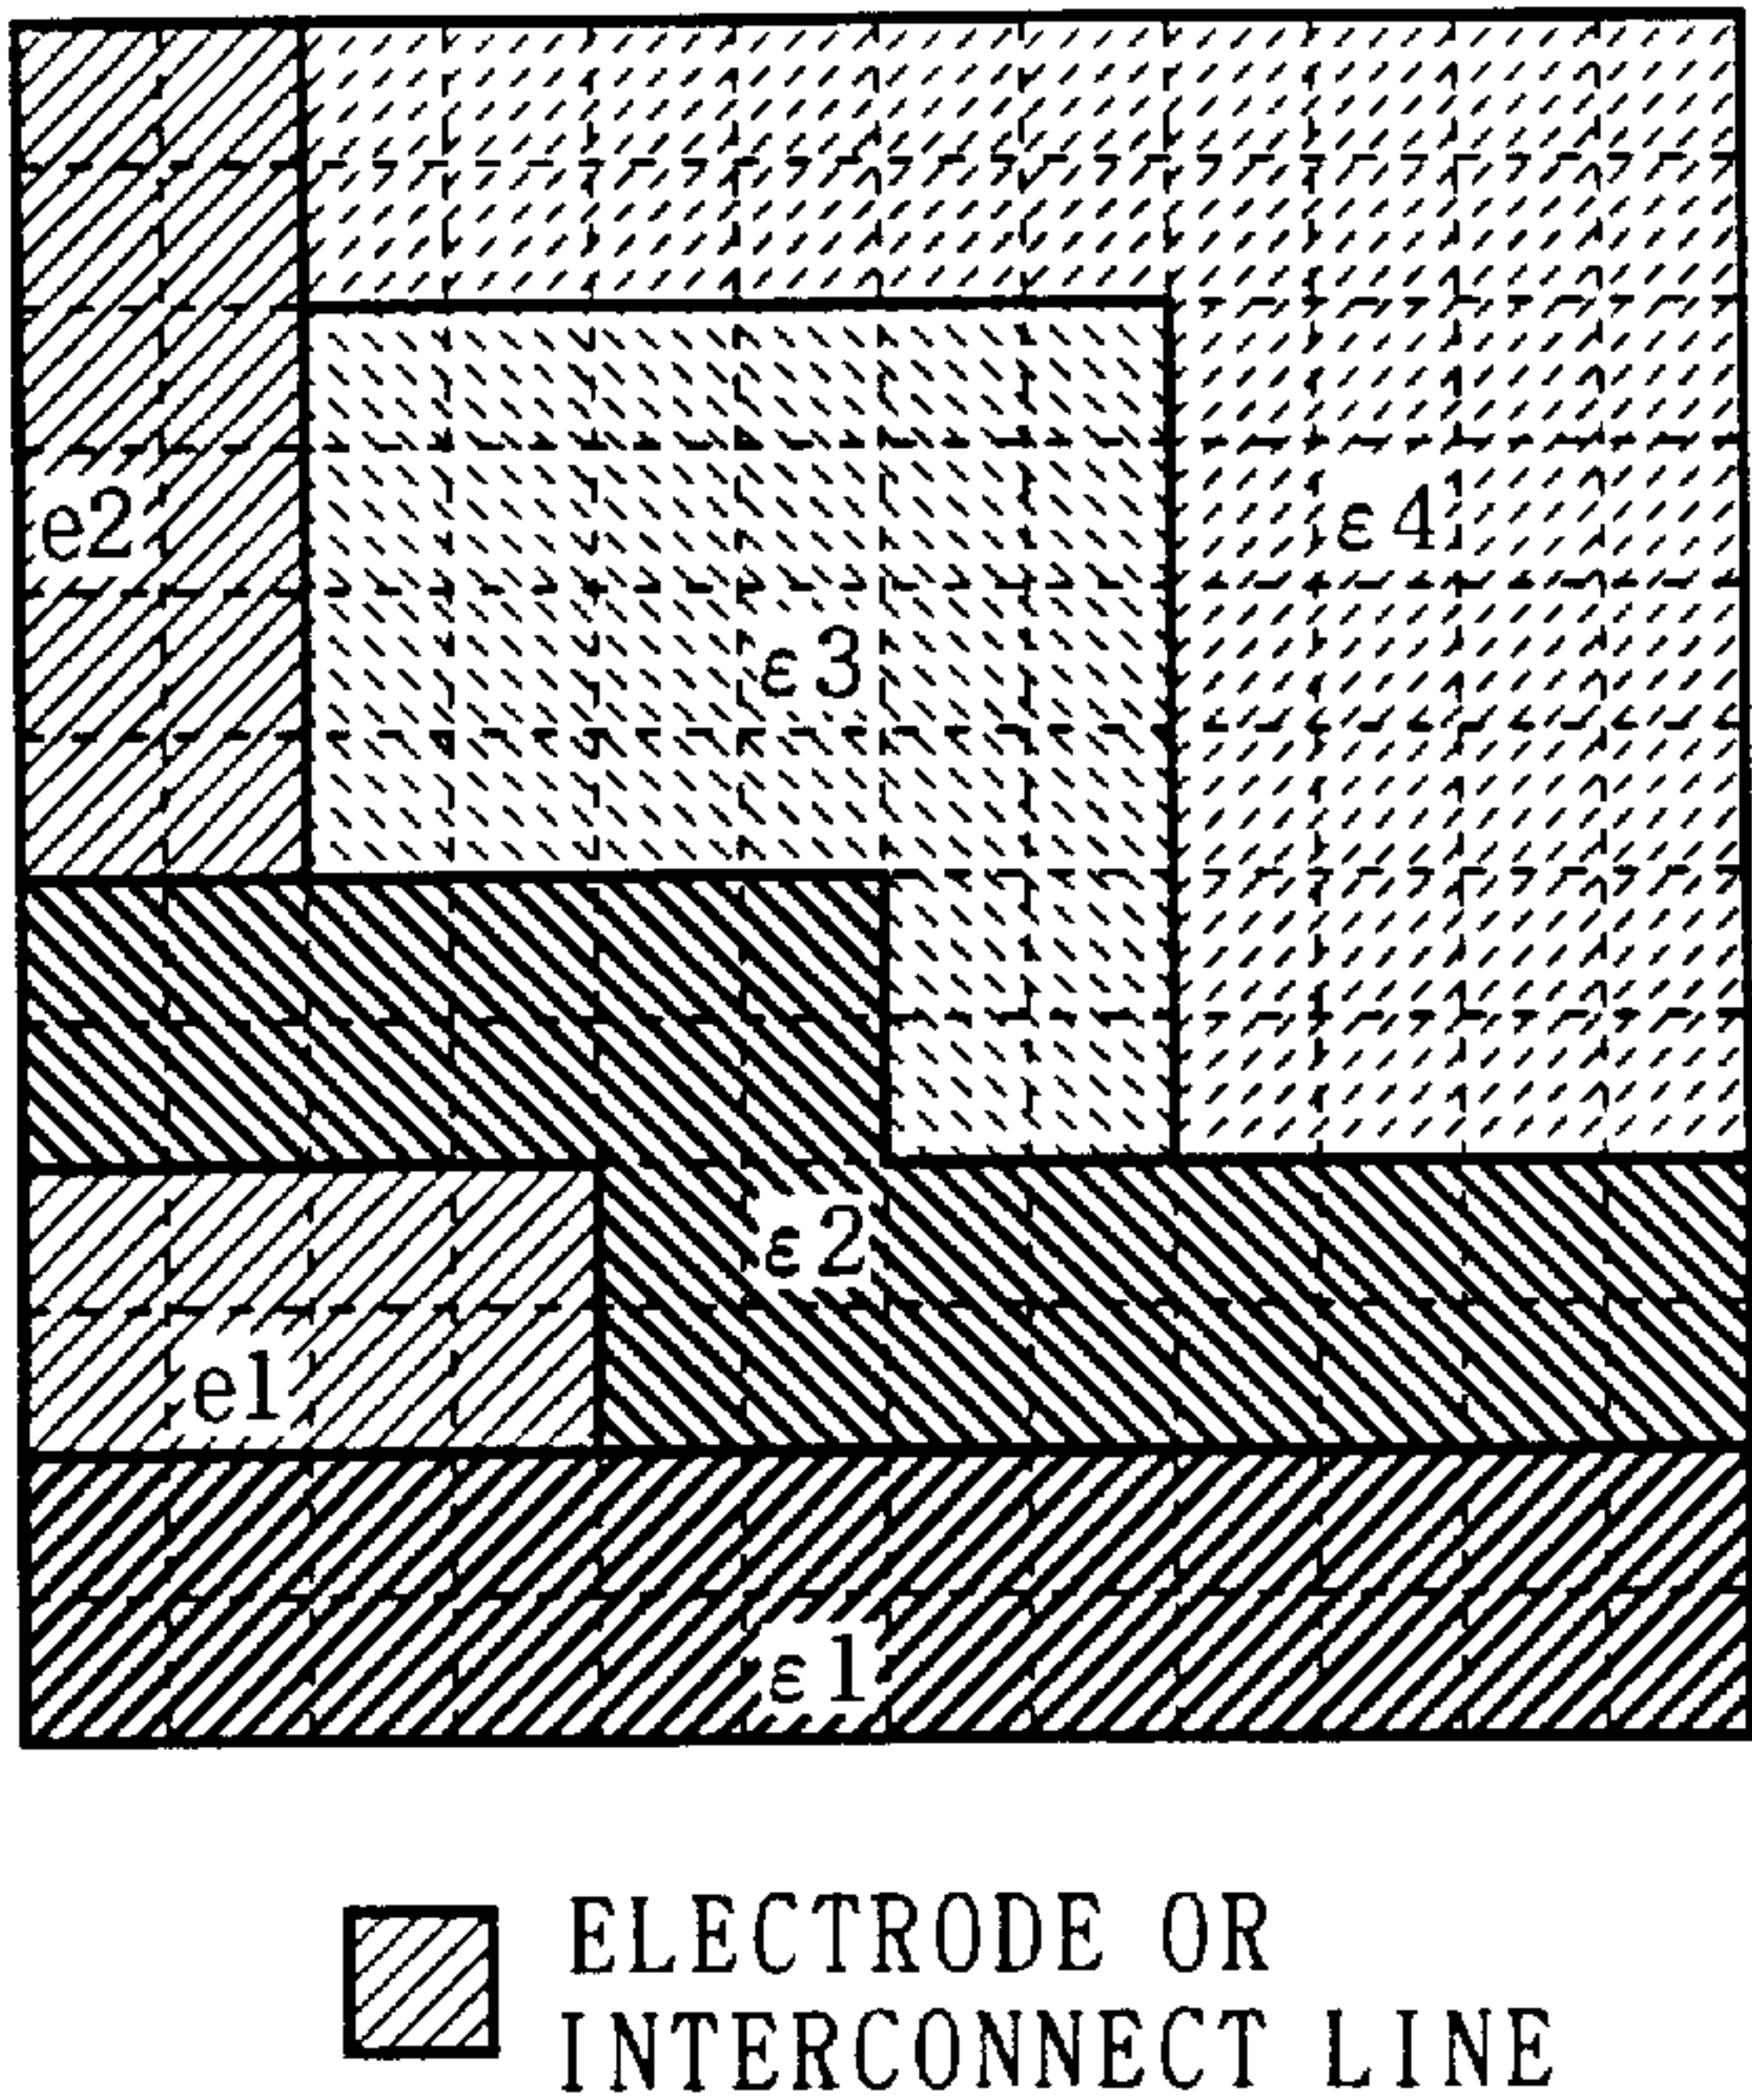 e2
ε4
ε3
ε2
e1
ε1
ELECTRODE OR
INTERCONNECT LINE